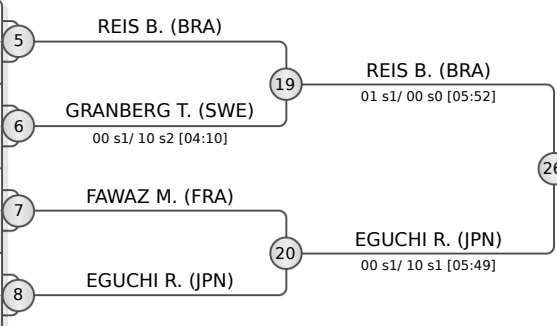 REIS B. (BRA)
5
19
REIS B. (BRA)
01 s1/ 00 s0 [05:52]
GRANBERG T. (SWE)
6
00 s1/ 10 s2 [04:10]
26
FAWAZ M. (FRA)
7
20
EGUCHI R. (JPN)
00 s1/ 10 s1 [05:49]
EGUCHI R. (JPN)
8